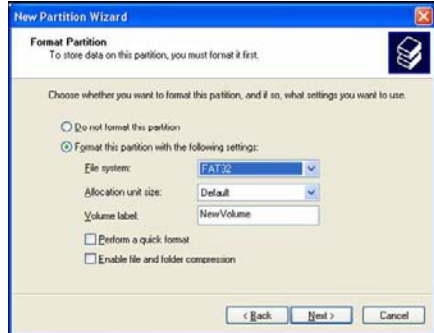 New Partition Wizard
Format Partition
To store data on this partition, you must format it first.
Choose whether you want to format this partition, and if so, what settings you want to use.
Do not format this partition
Format this partition with the following settings:
File system: FAT32
Allocation unit size: Default
Volume label: New Volume
Perform a quick format
Enable file and folder compression
< Back Next > Cancel